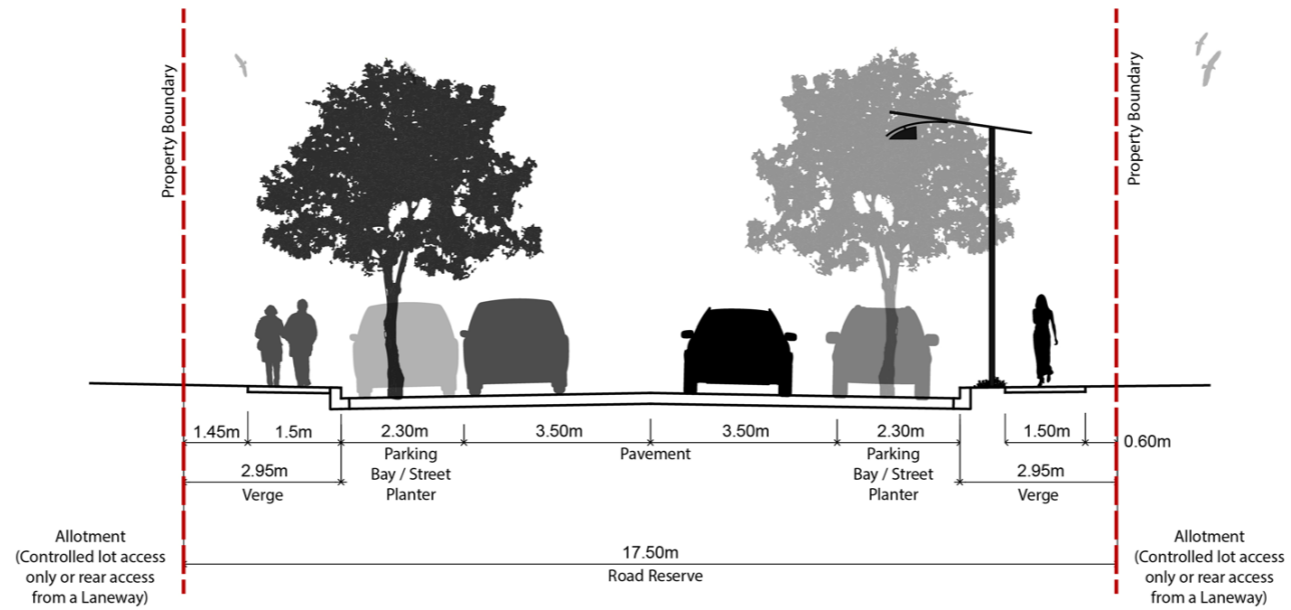 Property Boundary
Property Boundary
1.45m
1.5m
2.30m
3.50m
3.50m
2.30m
1.50m
0.60m
Parking
Bay / Street
Planter
Pavement
Parking
Bay / Street
Planter
2.95m
Verge
2.95m
Verge
Allotment
(Controlled lot access
only or rear access
from a Laneway)
17.50m
Road Reserve
Allotment
(Controlled lot access
only or rear access
from a Laneway)